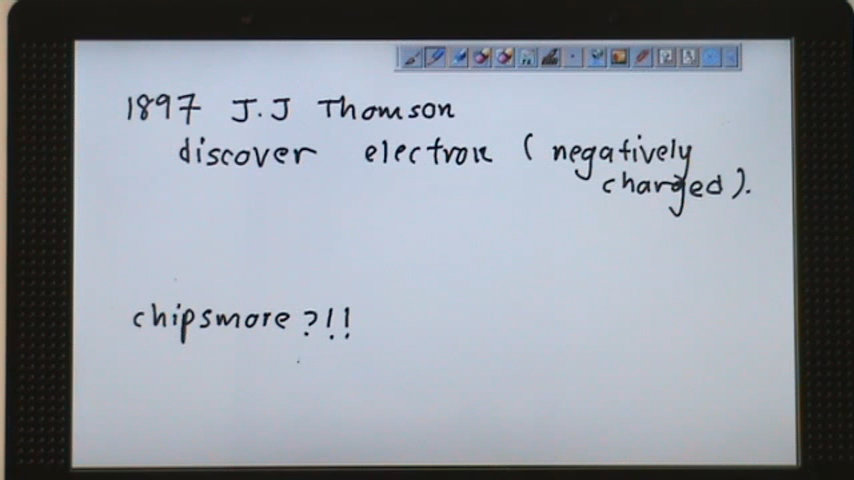 1897 J.J Thomson
discover electron (negatively
charged).
chipsmore?!!